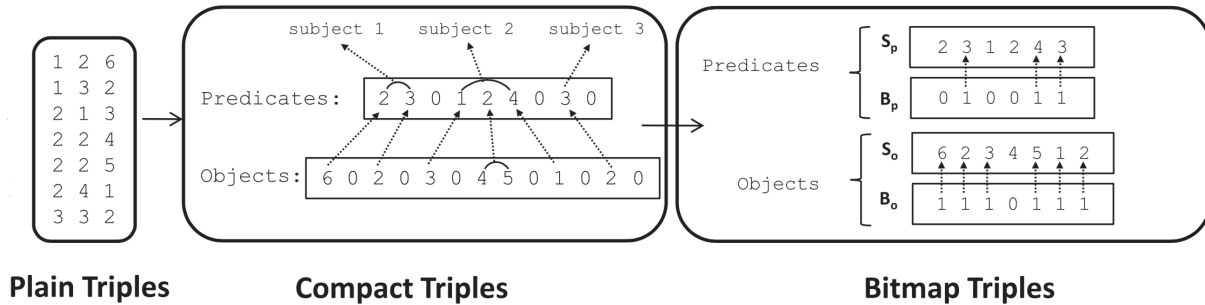 1 2 6
1 3 2
2 1 3
2 2 4
2 2 5
2 4 1
3 3 2
Plain Triples
subject 1 subject 2 subject 3
Predicates: 2 3 0 1 2 4 0 3 0
Objects: 6 0 2 0 3 0 4 5 0 1 0 2 0
Compact Triples
Predicates
Sp 2 3 1 2 4 3
Bp 0 1 0 0 1 1
Objects
So 6 2 3 4 5 1 2
Bo 1 1 1 0 1 1 1
Bitmap Triples